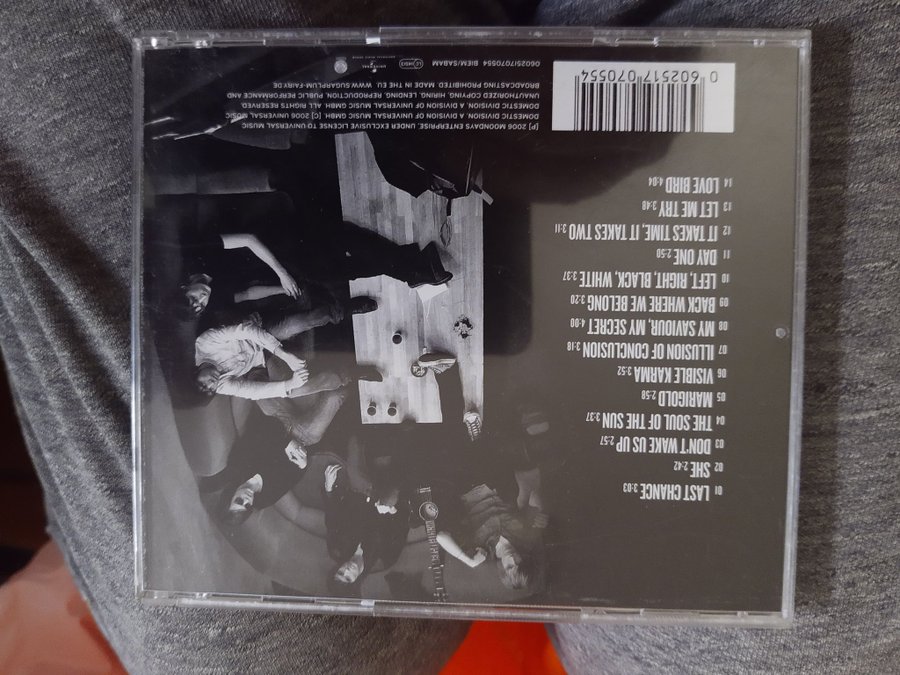 01 LAST CHANCE 3:03
02 SHE 2:42
03 DON'T WAKE US UP 2:57
04 THE SOUL OF THE SUN 3:37
05 MARIGOLD 2:58
06 VISIBLE KARMA 3:52
07 ILLUSION OF CONCLUSION 3:18
08 MY SAVIOUR, MY SECRET 4:00
09 BACK WHERE WE BELONG 3:20
10 LEFT, RIGHT, BLACK, WHITE 3:37
11 DAY ONE 2:50
12 IT TAKES TIME, IT TAKES TWO 3:11
13 LET ME TRY 3:48
14 LOVE BIRD 4:04
0 602517 070554
[P] 2006 MONDAYS ENTERPRISE. UNDER EXCLUSIVE LICENSE TO UNIVERSAL MUSIC
DOMESTIC DIVISION. A DIVISION OF UNIVERSAL MUSIC GMBH. [C] 2006 UNIVERSAL MUSIC
DOMESTIC DIVISION. A DIVISION OF UNIVERSAL MUSIC GMBH. ALL RIGHTS RESERVED.
UNAUTHORIZED COPYING, REPRODUCTION, LENDING, HIRING, PUBLIC PERFORMANCE AND
BROADCASTING PROHIBITED. MADE IN THE EU. WWW.SUGARPLUM-FAIRY.DE
06025170​70554 BIEM/SABAM
UNIVERSAL